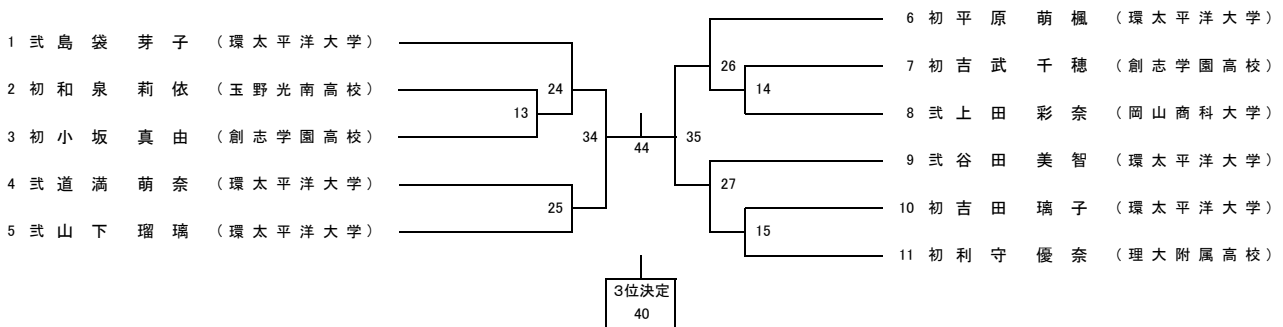 1 弐 島袋 芽子 (環太平洋大学)
2 初 和泉 莉依 (玉野光南高校)
3 初 小坂 真由 (創志学園高校)
4 弐 道満 萌奈 (環太平洋大学)
5 弐 山下 瑠璃 (環太平洋大学)
24
13
34
25
44
3位決定
40
35
26
14
27
15
6 初 平原 萌楓 (環太平洋大学)
7 初 吉武 千穂 (創志学園高校)
8 弐 上田 彩奈 (岡山商科大学)
9 弐 谷田 美智 (環太平洋大学)
10 初 吉田 璃子 (環太平洋大学)
11 初 利守 優奈 (理大附属高校)